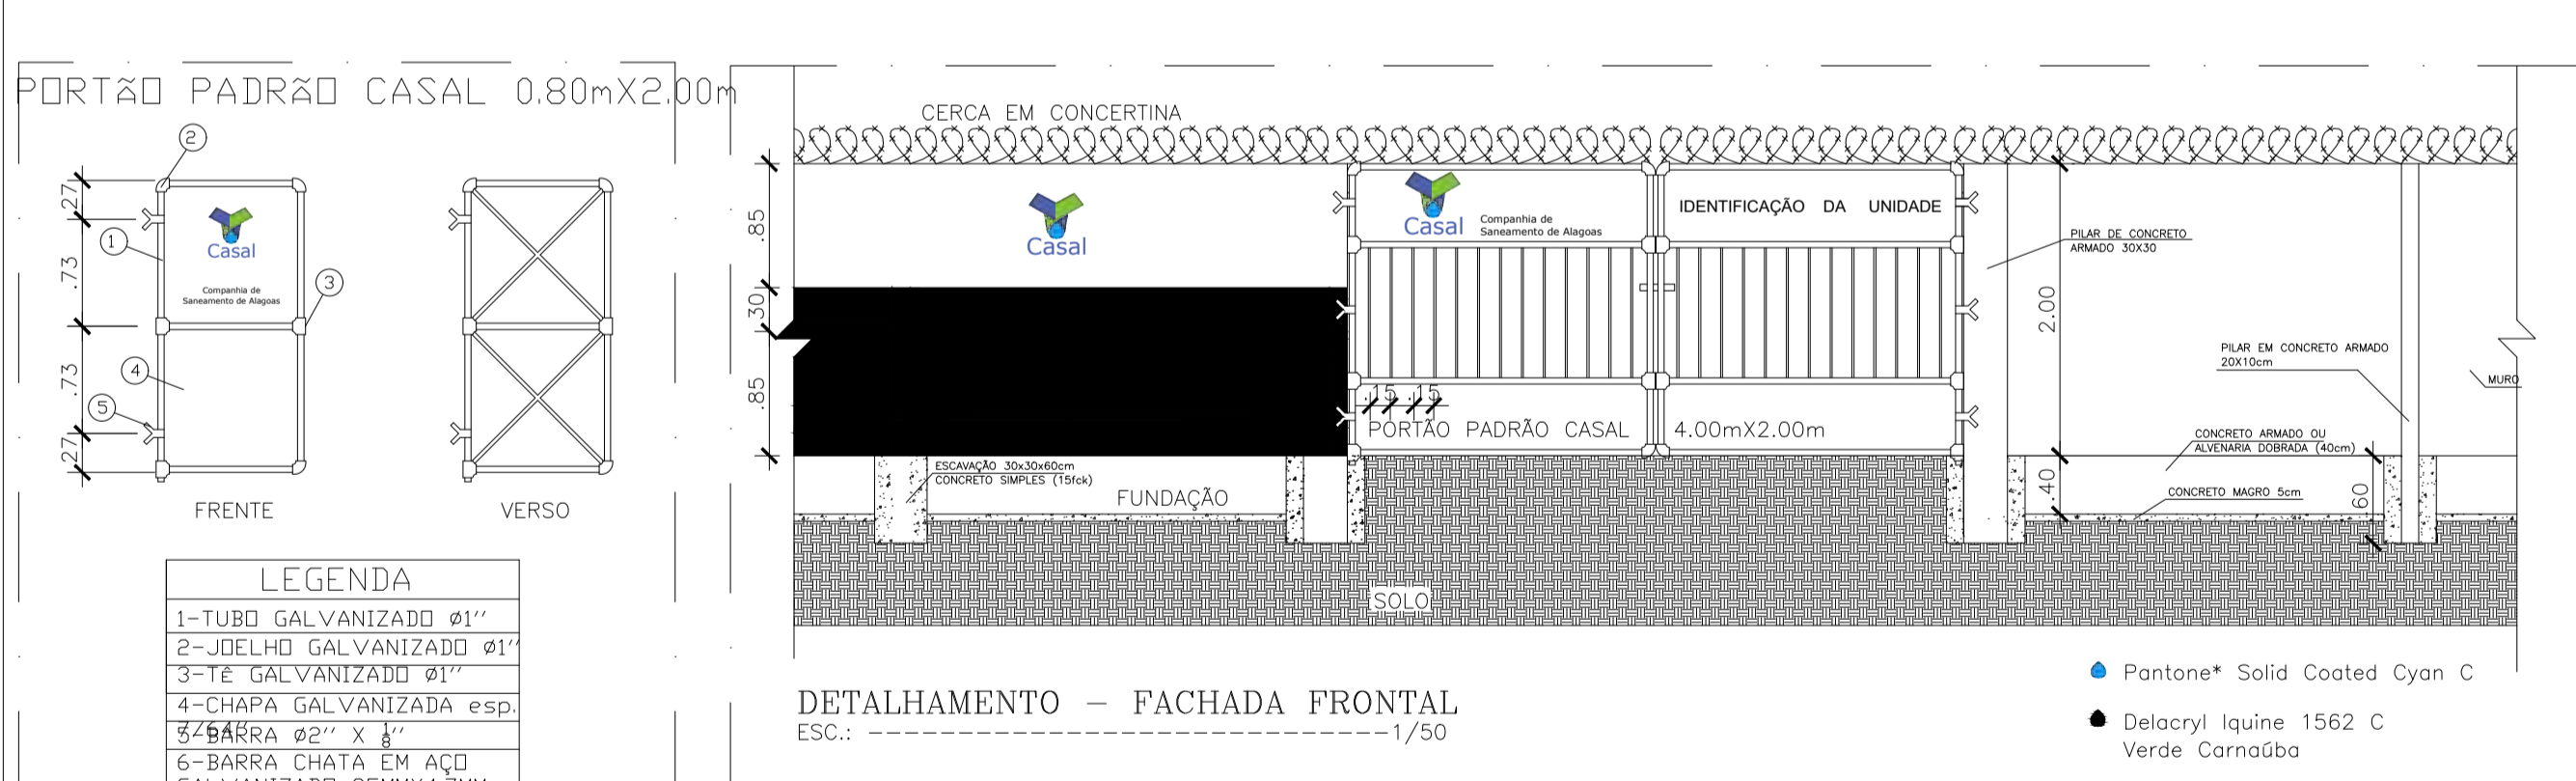 PORTÃO PADRÃO CASAL 0.80mX2.00m
2
27
1
Casal
.73
3
Companhia de
Saneamento de Alagoas
4
.73
5
27
FRENTE
VERSO
LEGENDA
1-TUBO GALVANIZADO Ø1''
2-JOELHO GALVANIZADO Ø1''
3-TÊ GALVANIZADO Ø1''
4-CHAPA GALVANIZADA esp.
7/64''
5-BARRA Ø2'' X 1/8''
6-BARRA CHATA EM AÇO
CERCA EM CONCERTINA
.85
.30
.85
Casal
Casal
Companhia de
Saneamento de Alagoas
IDENTIFICAÇÃO DA UNIDADE
.15 .15
PORTÃO PADRÃO CASAL 4.00mX2.00m
ESCAVAÇÃO 30x30x60cm
CONCRETO SIMPLES (15fck)
FUNDAÇÃO
SOLO
PILAR DE CONCRETO
ARMADO 30X30
2.00
PILAR EM CONCRETO ARMADO
20X10cm
MURO
CONCRETO ARMADO OU
ALVENARIA DOBRADA (40cm)
.40
CONCRETO MAGRO 5cm
.60
DETALHAMENTO – FACHADA FRONTAL
ESC.: ----------------------------1/50
Pantone* Solid Coated Cyan C
Delacryl Iquine 1562 C
Verde Carnaúba